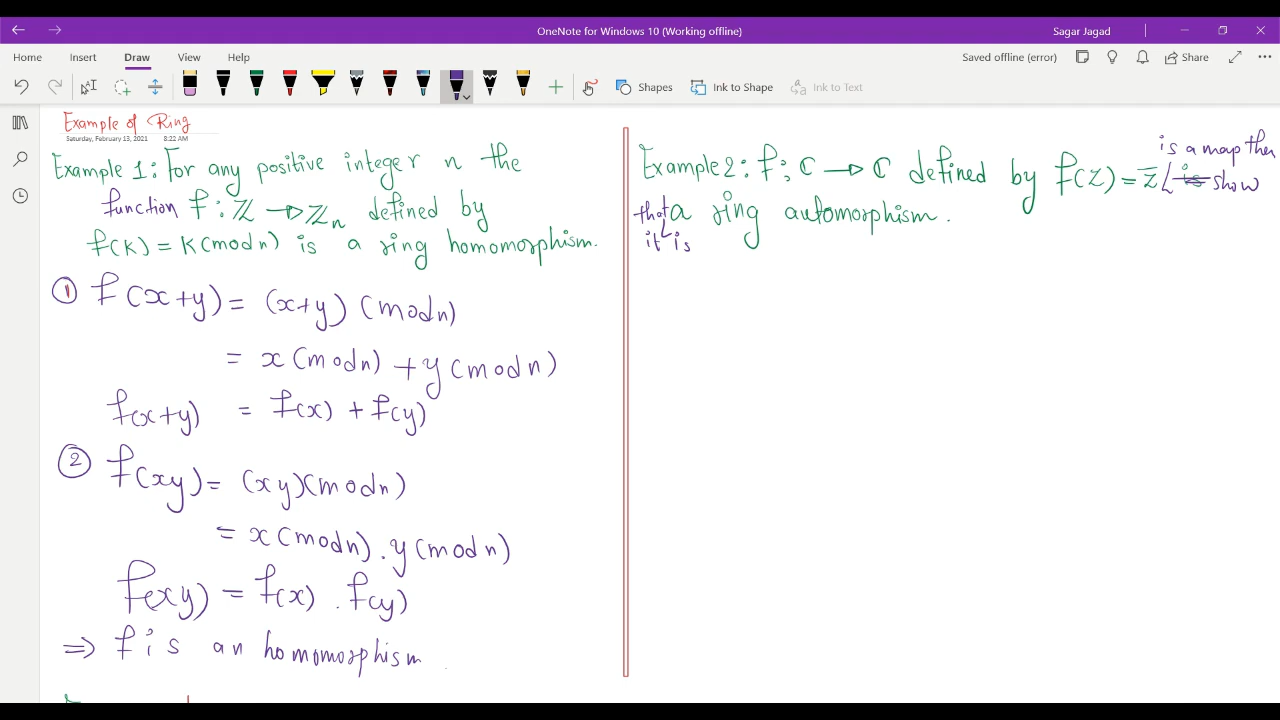 OneNote for Windows 10 (Working offline)
Sagar Jagad
Home Insert Draw View Help
Saved offline (error) Share
Shapes Ink to Shape Ink to Text
Example of Ring
Saturday, February 13, 2021 8:22 AM
Example 1: For any positive integer n the
function f: ℤ → ℤn defined by
f(K) = K(mod n) is a ring homomorphism.
① f(x+y) = (x+y) (mod n)
= x (mod n) + y (mod n)
f(x+y) = f(x) + f(y)
② f(xy) = (xy)(mod n)
= x(mod n) . y (mod n)
f(xy) = f(x) . f(y)
⇒ f is an homomorphism
is a map then
Example 2: f: ℂ → ℂ defined by f(z) = z̄ is show
that a ring automorphism.
it is